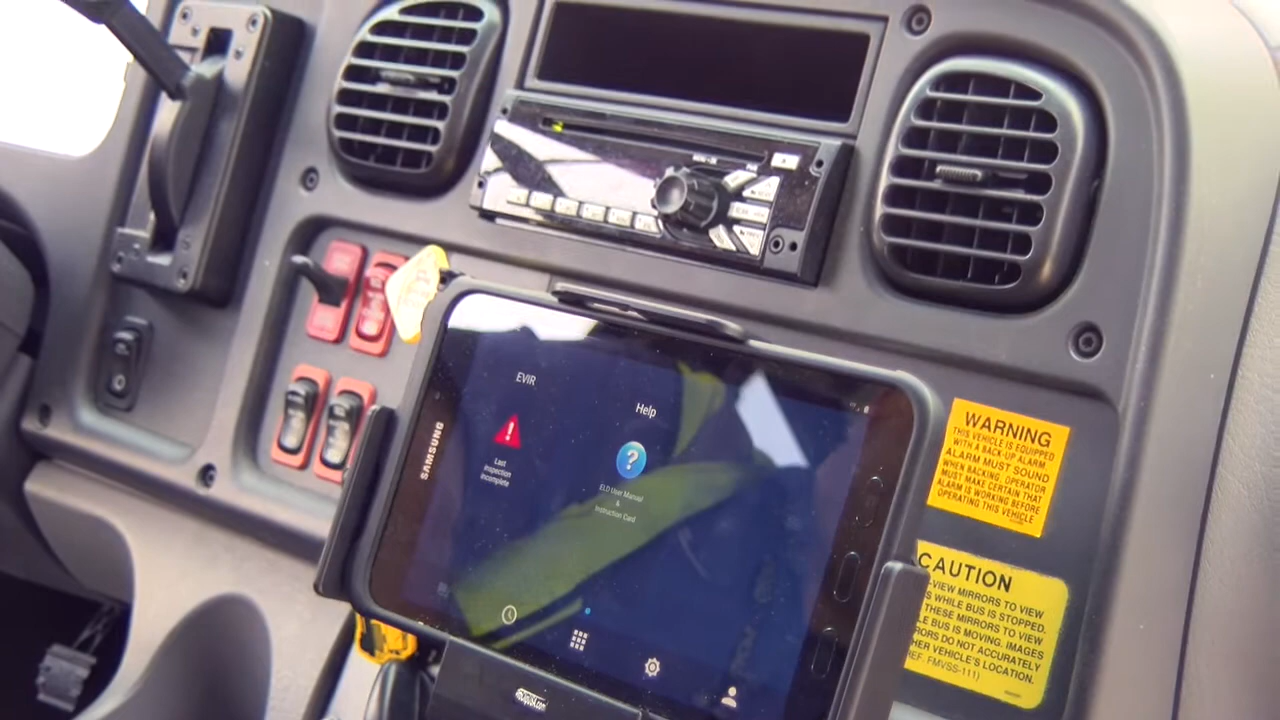 EVIR
Last
Inspection
Incomplete
Help
?
ELD User Manual
&
Instruction Card
SAMSUNG
WARNING
THIS VEHICLE IS EQUIPPED
WITH A BACK-UP ALARM
ALARM MUST SOUND
WHEN BACKING. OPERATOR
MUST MAKE CERTAIN THAT
ALARM IS WORKING BEFORE
OPERATING THIS VEHICLE
CAUTION
-VIEW MIRRORS TO VIEW
S WHILE BUS IS STOPPED.
THESE MIRRORS TO VIEW
LE BUS IS MOVING. IMAGES
RORS DO NOT ACCURATELY
HER VEHICLE'S LOCATION.
REF. FMVSS-111)